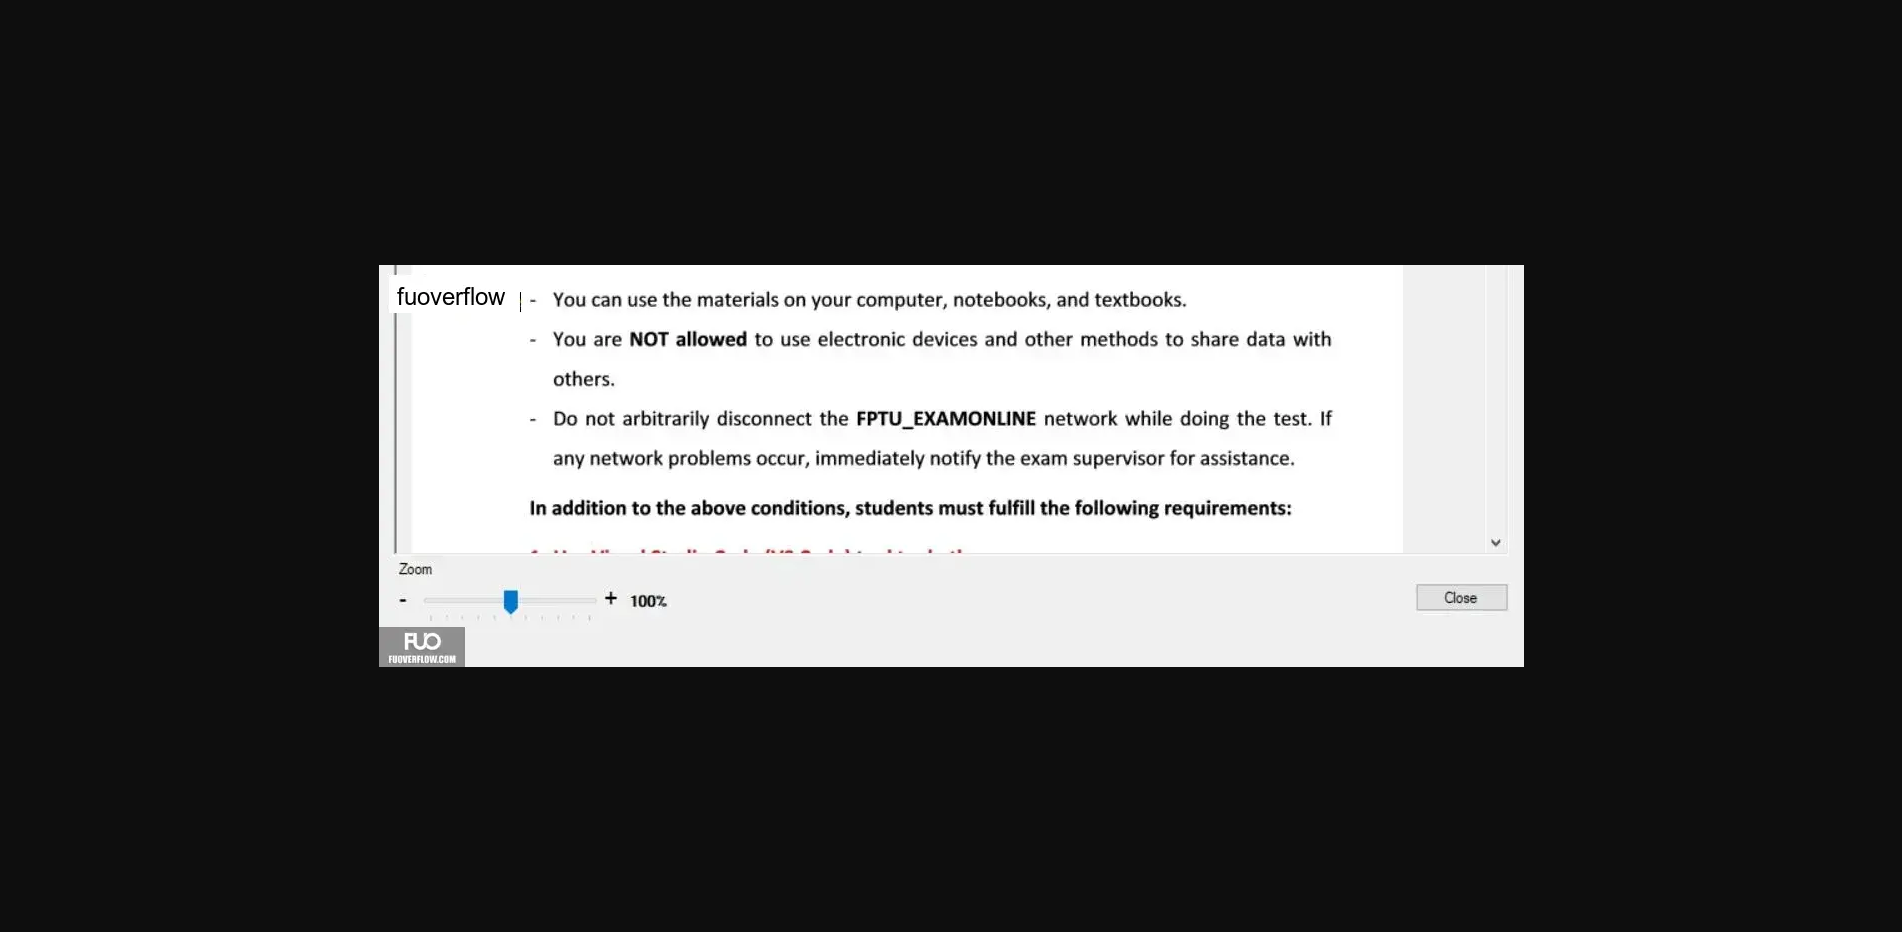 fuoverflow
- You can use the materials on your computer, notebooks, and textbooks.
- You are NOT allowed to use electronic devices and other methods to share data with
others.
- Do not arbitrarily disconnect the FPTU_EXAMONLINE network while doing the test. If
any network problems occur, immediately notify the exam supervisor for assistance.
In addition to the above conditions, students must fulfill the following requirements:
Zoom
- + 100%
Close
FUO
FUOVERFLOW.COM